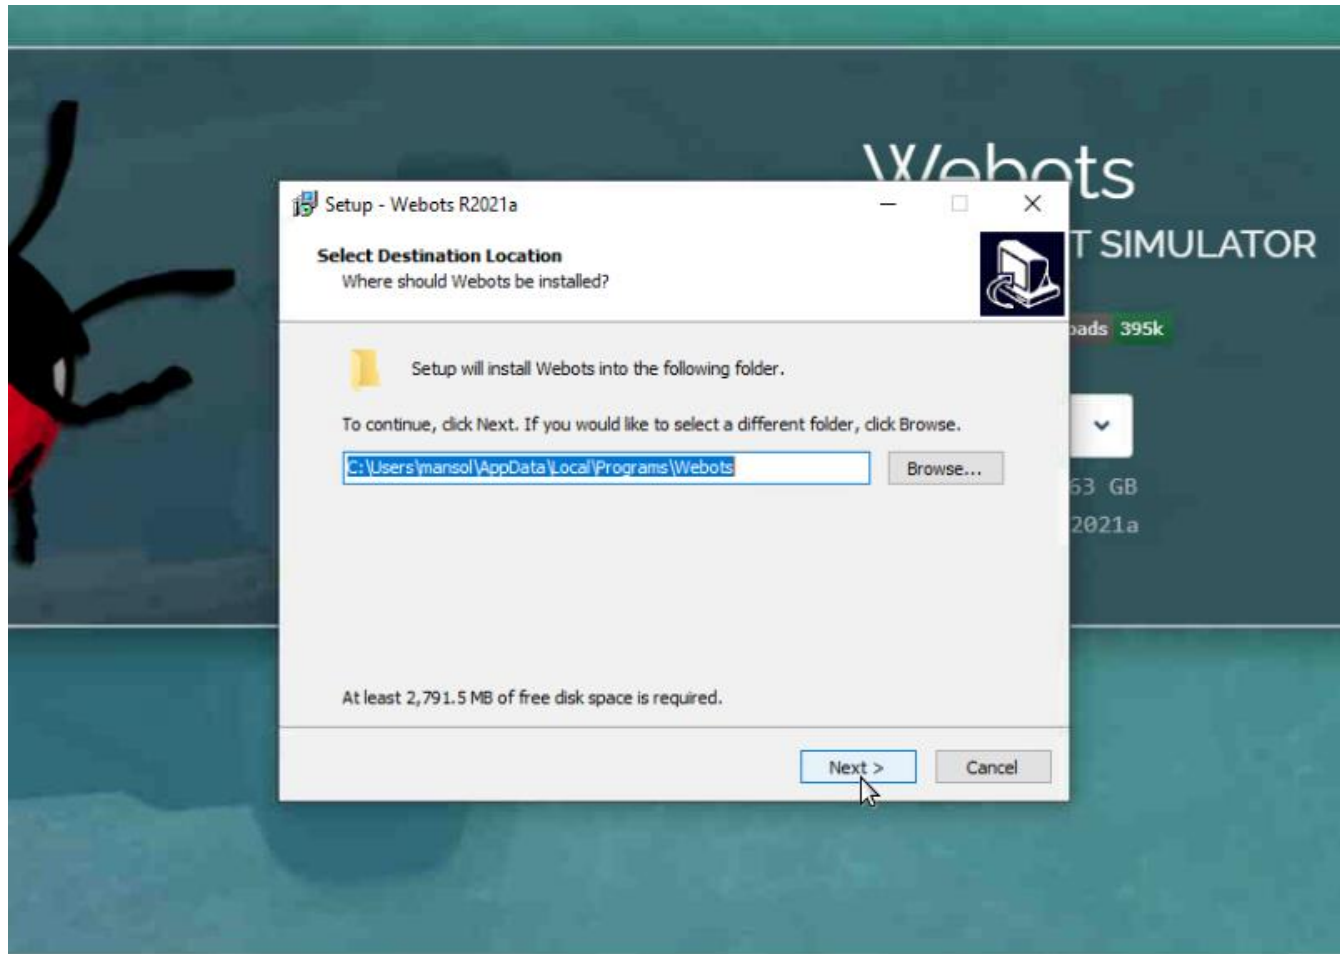 Webots
T SIMULATOR
Setup - Webots R2021a
Select Destination Location
Where should Webots be installed?
395k
Setup will install Webots into the following folder.
To continue, click Next. If you would like to select a different folder, click Browse.
C:\Users\mansol\AppData\Local\Programs\Webots
Browse...
63 GB
2021a
At least 2,791.5 MB of free disk space is required.
Next >
Cancel